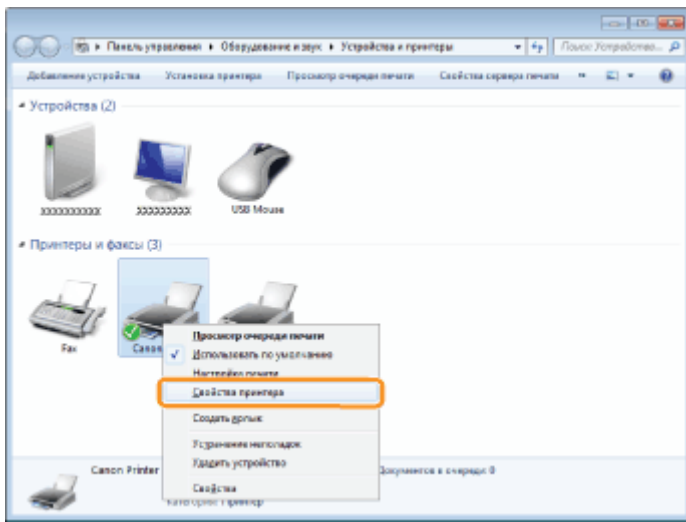 Панель управления ▸ Оборудование и звук ▸ Устройства и принтеры
Поиск: Устройства...
Добавление устройства Установка принтера Просмотр очереди печати Свойства сервера печати »
Устройства (2)
xxxxxxxxxx xxxxxxxxx USB Mouse
Принтеры и факсы (3)
Fax Canon
Просмотр очереди печати
Использовать по умолчанию
Настройка печати
Свойства принтера
Создать ярлык
Устранение неполадок
Удалить устройство
Свойства
Canon Printer Документов в очереди: 0
Категория: Принтер